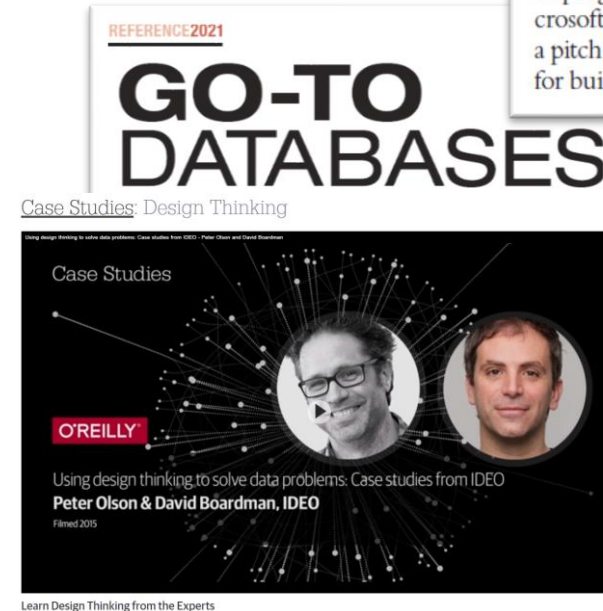 crosoft
a pitch
for bui
REFERENCE2021
GO-TO
DATABASES
Case Studies: Design Thinking
Using design thinking to solve data problems: Case studies from IDEO - Peter Olson and David Boardman
Case Studies
O'REILLY
Using design thinking to solve data problems: Case studies from IDEO
Peter Olson & David Boardman, IDEO
Filmed 2015
Learn Design Thinking from the Experts